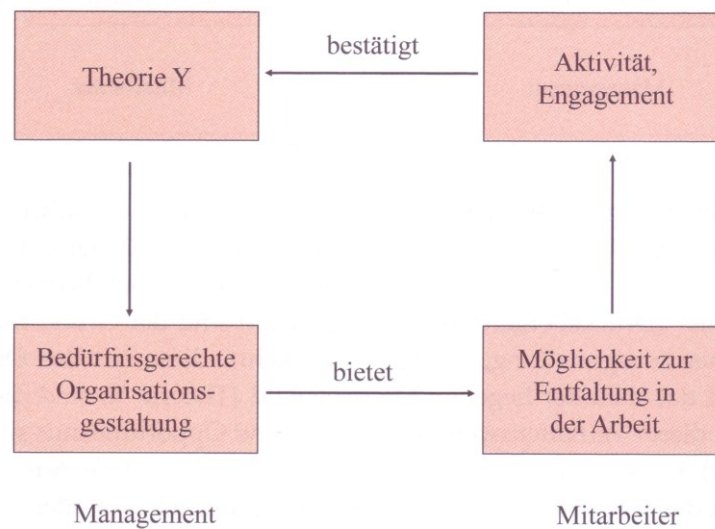 bestätigt
Theorie Y
Aktivität,
Engagement
Bedürfnisgerechte
Organisations-
gestaltung
bietet
Möglichkeit zur
Entfaltung in
der Arbeit
Management
Mitarbeiter